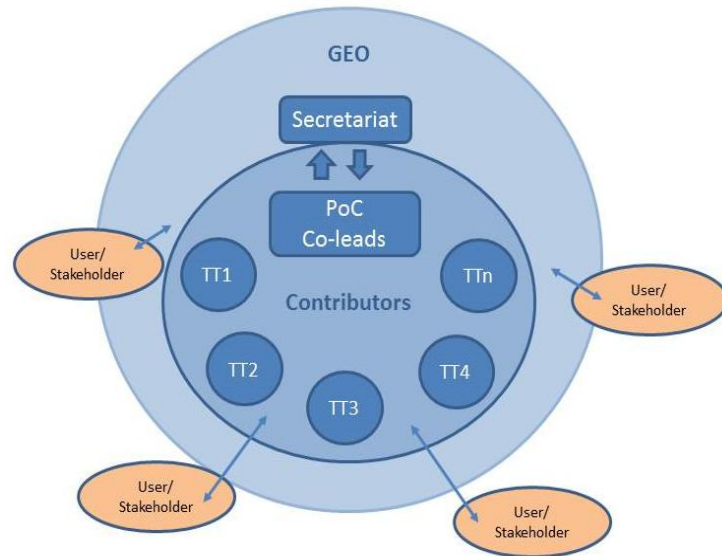 GEO
Secretariat
PoC
Co-leads
User/
Stakeholder
TT1
TTn
User/
Stakeholder
Contributors
TT2
TT4
TT3
User/
Stakeholder
User/
Stakeholder